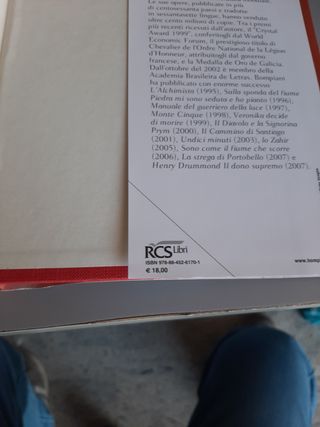 Le sue opere, pubblicate in più
di centosessanta paesi e tradotte
in sessantasette lingue, hanno venduto
oltre cento milioni di copie. Tra i premi
più recenti ricevuti dall'autore, il "Crystal
Award 1999", conferitogli dal World
Economic Forum, il prestigioso titolo di
Chevalier de l'Ordre National de la Légion
d'Honneur, attribuitogli dal governo
francese, e la Medalla de Oro de Galicia.
Dall'ottobre del 2002 è membro della
Academia Brasileira de Letras. Bompiani
ha pubblicato con enorme successo
L'Alchimista (1995), Sulla sponda del fiume
Piedra mi sono seduta e ho pianto (1996),
Manuale del guerriero della luce (1997),
Monte Cinque (1998), Veronika decide
di morire (1999), Il Diavolo e la Signorina
Prym (2000), Il Cammino di Santiago
(2001), Undici minuti (2003), lo Zahir
(2005), Sono come il fiume che scorre
(2006), La strega di Portobello (2007) e
Henry Drummond Il dono supremo (2007).
RCS Libri
ISBN 978-88-452-6170-1
€ 18,00
www.bomp